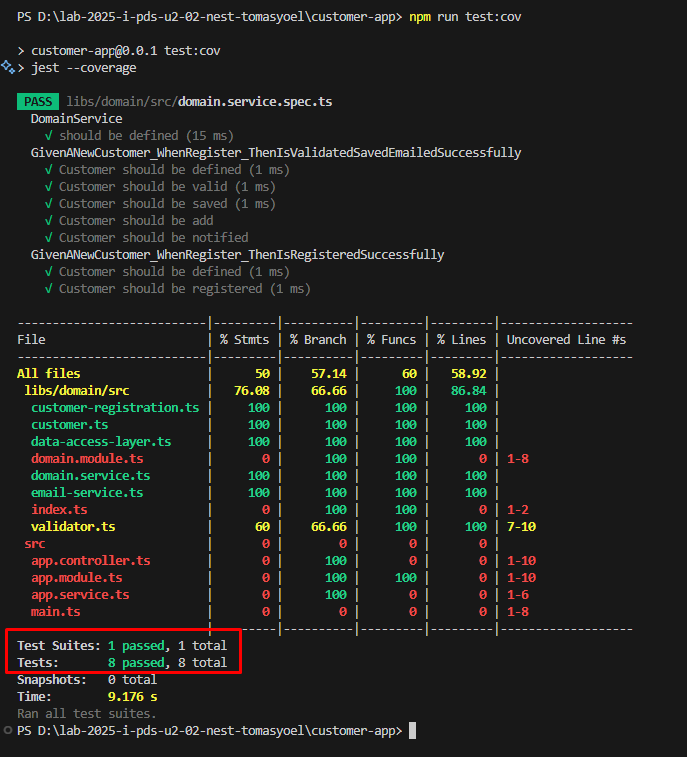 PS D:\lab-2025-i-pds-u2-02-nest-tomasyoel\customer-app> npm run test:cov
> customer-app@0.0.1 test:cov
> jest --coverage
PASS libs/domain/src/domain.service.spec.ts
DomainService
√ should be defined (15 ms)
GivenANewCustomer_WhenRegister_ThenIsValidatedSavedEmailedSuccessfully
√ Customer should be defined (1 ms)
√ Customer should be valid (1 ms)
√ Customer should be saved (1 ms)
√ Customer should be add
√ Customer should be notified
GivenANewCustomer_WhenRegister_ThenIsRegisteredSuccessfully
√ Customer should be defined (1 ms)
√ Customer should be registered (1 ms)
---------------------------|---------|----------|---------|---------|-------------------
File | % Stmts | % Branch | % Funcs | % Lines | Uncovered Line #s
---------------------------|---------|----------|---------|---------|-------------------
All files | 50 | 57.14 | 60 | 58.92 |
libs/domain/src | 76.08 | 66.66 | 100 | 86.84 |
customer-registration.ts | 100 | 100 | 100 | 100 |
customer.ts | 100 | 100 | 100 | 100 |
data-access-layer.ts | 100 | 100 | 100 | 100 |
domain.module.ts | 0 | 100 | 100 | 0 | 1-8
domain.service.ts | 100 | 100 | 100 | 100 |
email-service.ts | 100 | 100 | 100 | 100 |
index.ts | 0 | 100 | 100 | 0 | 1-2
validator.ts | 60 | 66.66 | 100 | 100 | 7-10
src | 0 | 0 | 0 | 0 |
app.controller.ts | 0 | 100 | 0 | 0 | 1-10
app.module.ts | 0 | 100 | 100 | 0 | 1-10
app.service.ts | 0 | 100 | 0 | 0 | 1-6
main.ts | 0 | 0 | 0 | 0 | 1-8
---------------------------|---------|----------|---------|---------|-------------------
Test Suites: 1 passed, 1 total
Tests: 8 passed, 8 total
Snapshots: 0 total
Time: 9.176 s
Ran all test suites.
PS D:\lab-2025-i-pds-u2-02-nest-tomasyoel\customer-app>